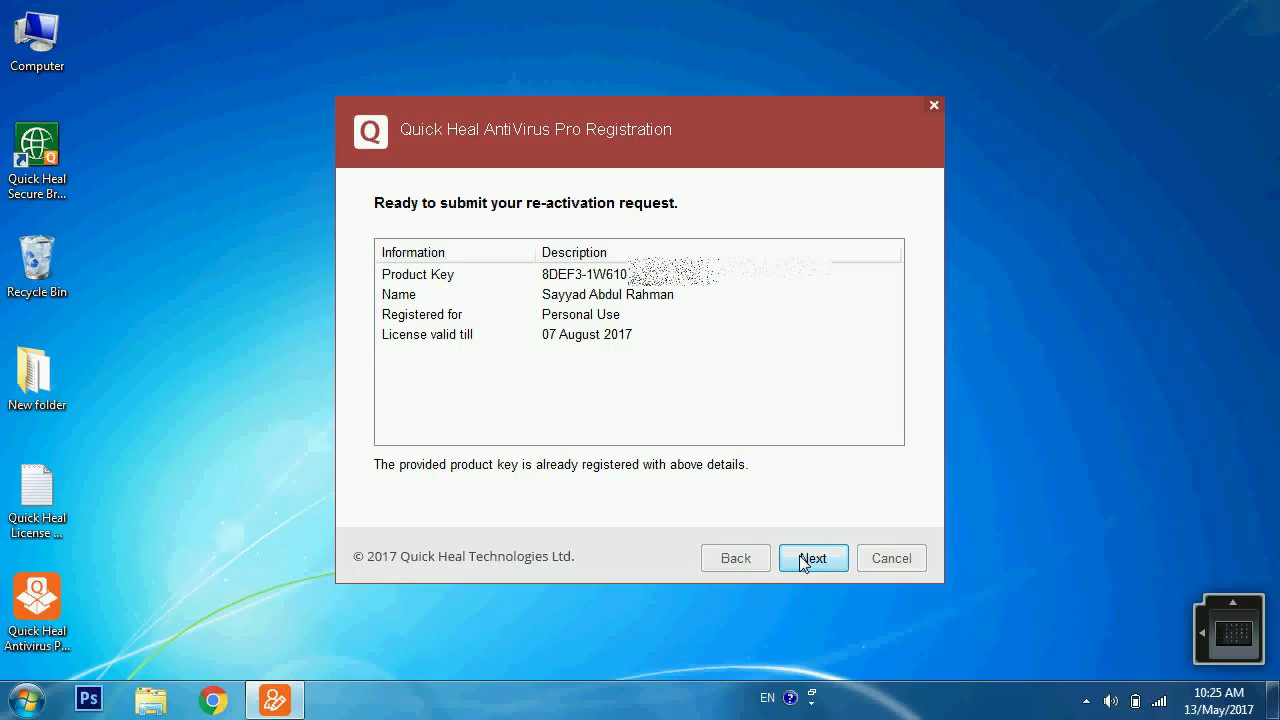 Computer
Quick Heal
Secure Br...
Recycle Bin
New folder
Quick Heal
License ...
Quick Heal
Antivirus P...
Q
Quick Heal AntiVirus Pro Registration
Ready to submit your re-activation request.
Information Description
Product Key 8DEF3-1W610
Name Sayyad Abdul Rahman
Registered for Personal Use
License valid till 07 August 2017
The provided product key is already registered with above details.
© 2017 Quick Heal Technologies Ltd.
Back Next Cancel
Ps
EN
10:25 AM
13/May/2017